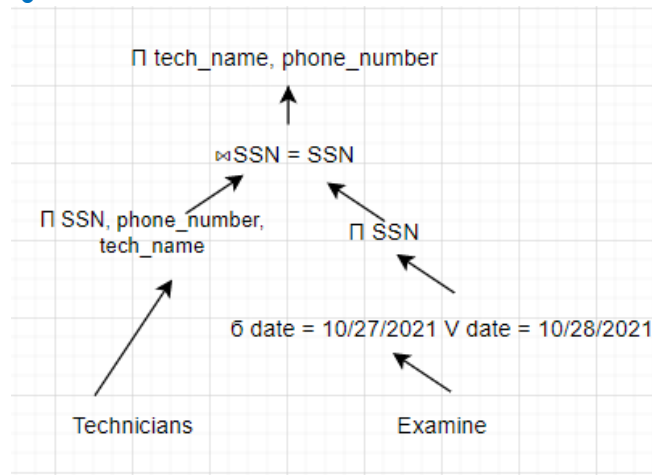 Π tech_name, phone_number
⋈SSN = SSN
Π SSN, phone_number,
tech_name
Π SSN
б date = 10/27/2021 V date = 10/28/2021
Technicians
Examine